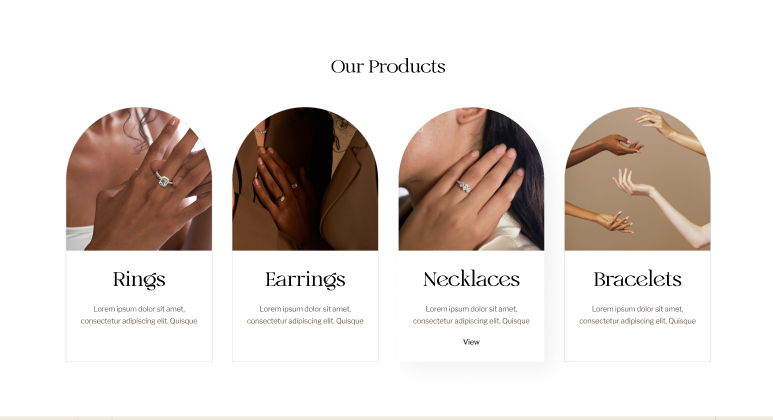 Our Products
Rings
Lorem ipsum dolor sit amet,
consectetur adipiscing elit. Quisque
Earrings
Lorem ipsum dolor sit amet,
consectetur adipiscing elit. Quisque
Necklaces
Lorem ipsum dolor sit amet,
consectetur adipiscing elit. Quisque
View
Bracelets
Lorem ipsum dolor sit amet,
consectetur adipiscing elit. Quisque